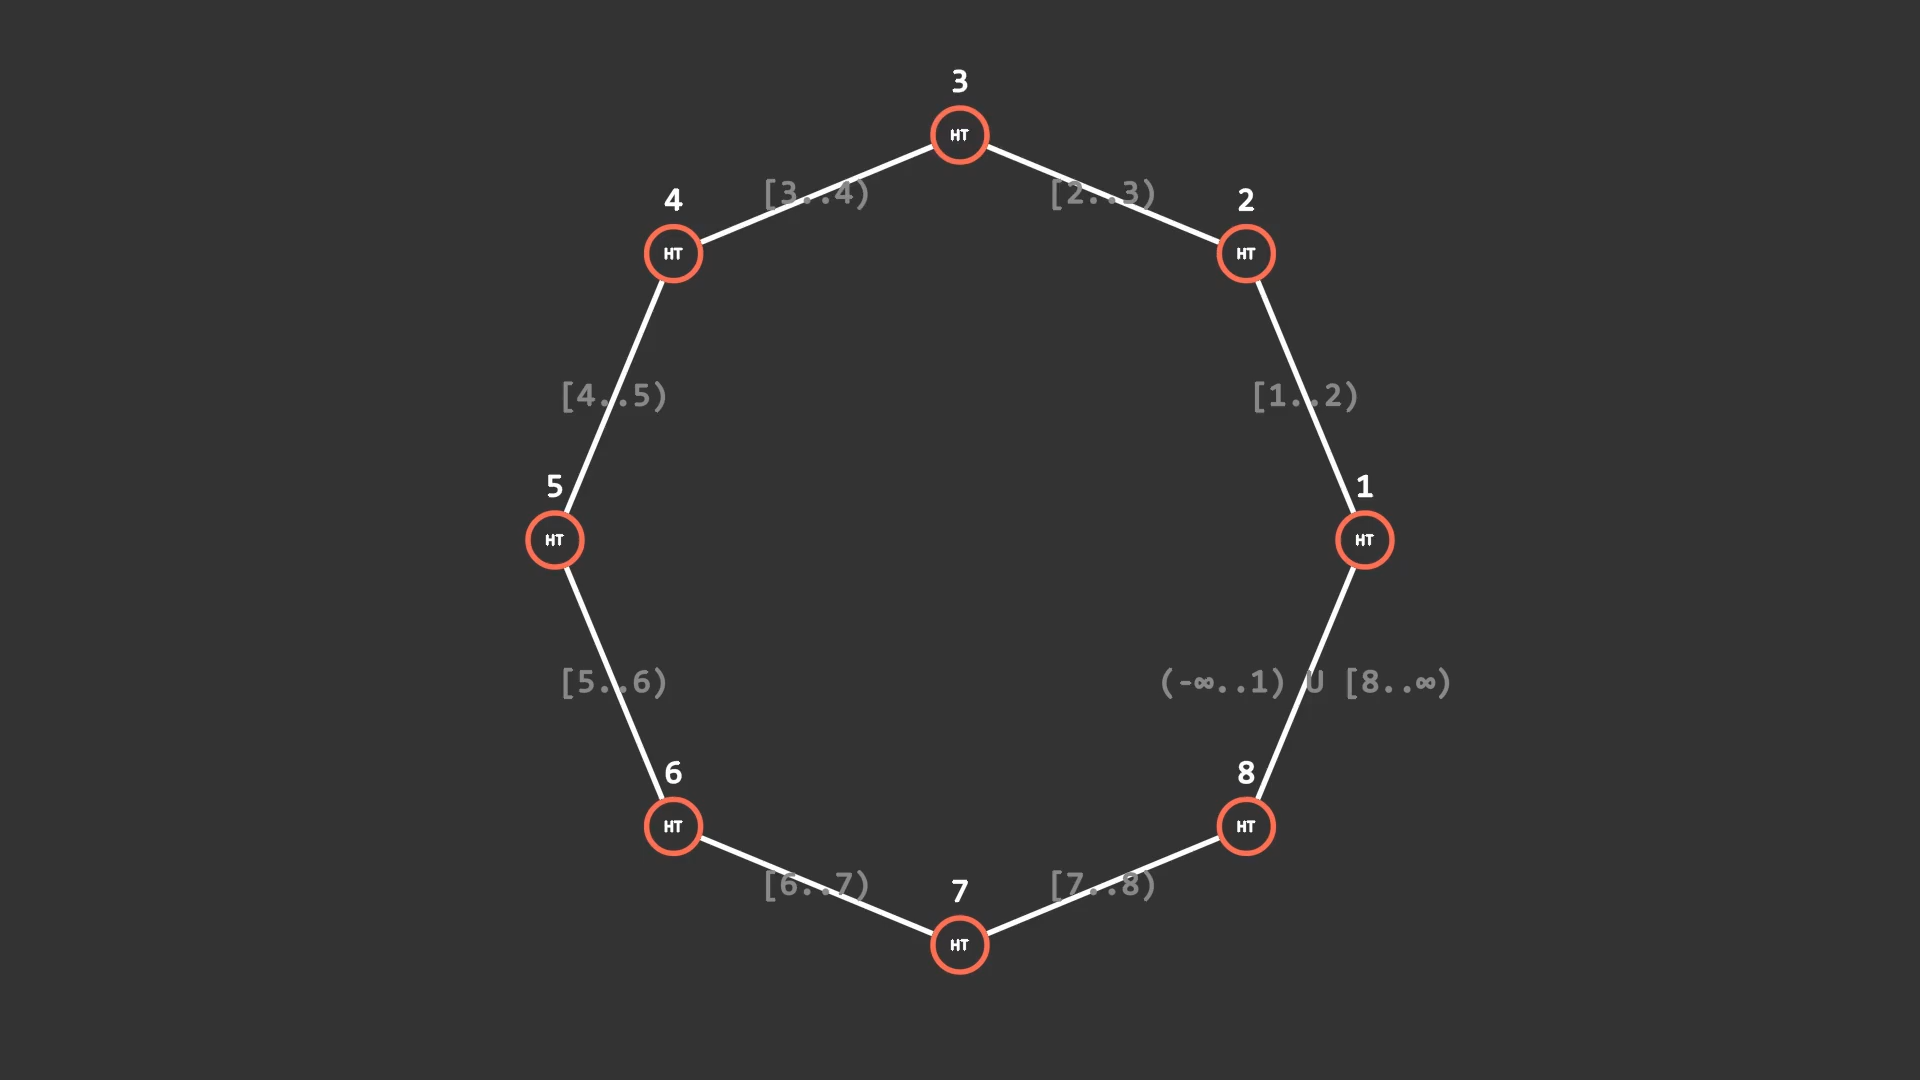 3
HT
[3..4)
[2..3)
4
2
HT
HT
[4..5)
[1..2)
5
1
HT
HT
[5..6)
(-∞..1) U [8..∞)
6
8
HT
HT
[6..7)
7
[7..8)
HT